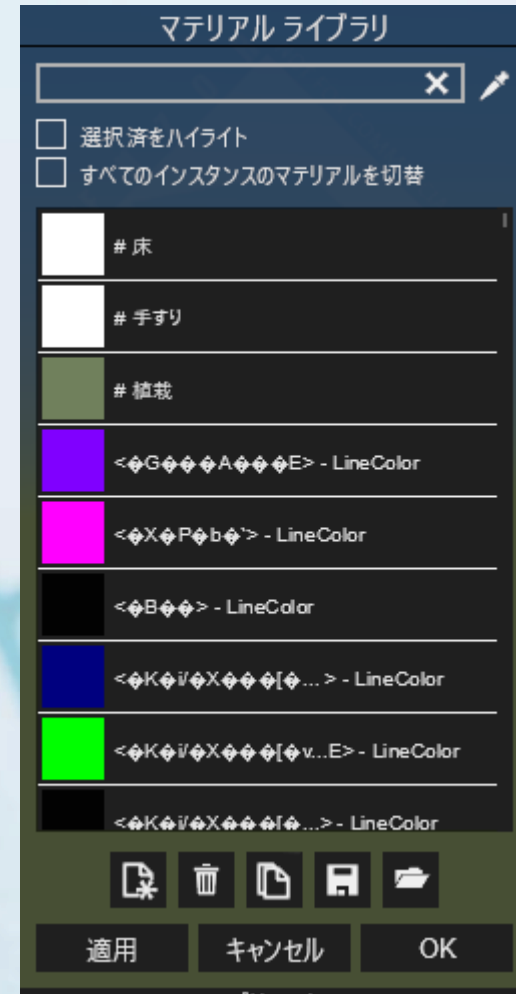 マテリアル ライブラリ
選択済をハイライト
すべてのインスタンスのマテリアルを切替
# 床
# 手すり
# 植栽
<�G���A���E> - LineColor
<�X�P�b�`> - LineColor
<�B��> - LineColor
<�K�i/�X���[�... > - LineColor
<�K�i/�X���[�v...E> - LineColor
<�K�i/�X���[�...> - LineColor
適用 キャンセル OK